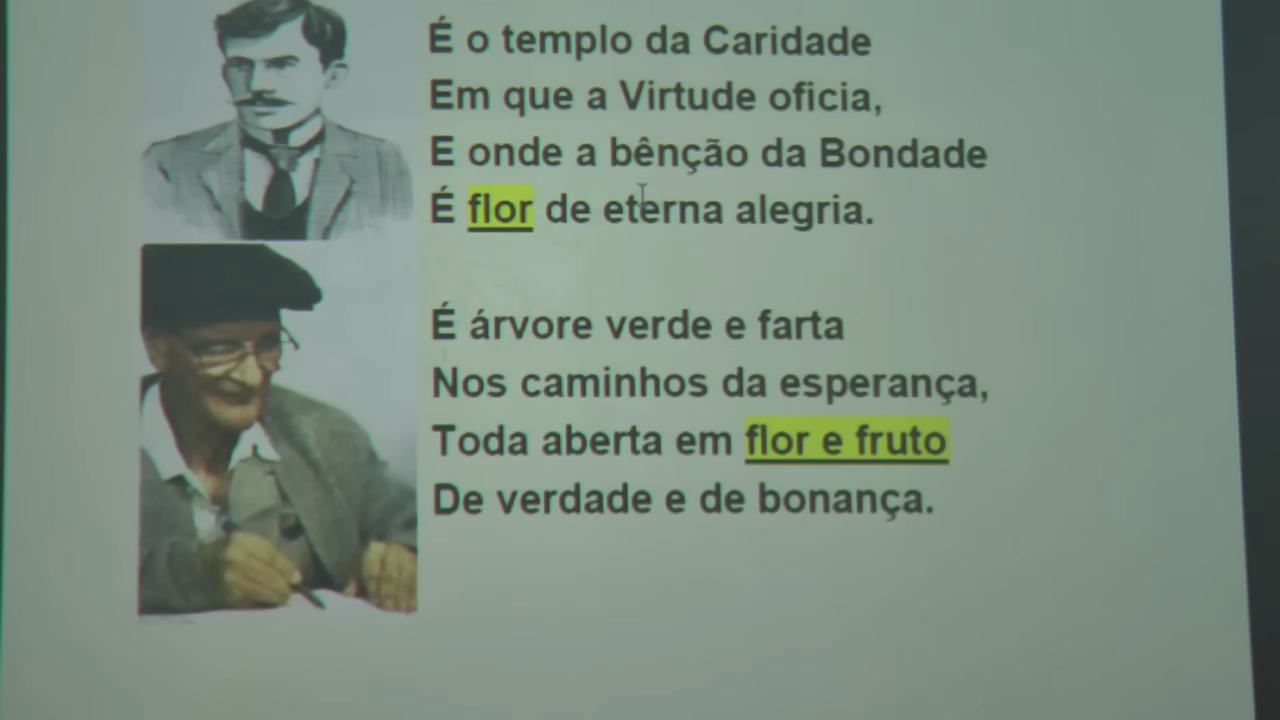 É o templo da Caridade
Em que a Virtude oficia,
E onde a bênção da Bondade
É flor de eterna alegria.
É árvore verde e farta
Nos caminhos da esperança,
Toda aberta em flor e fruto
De verdade e de bonança.